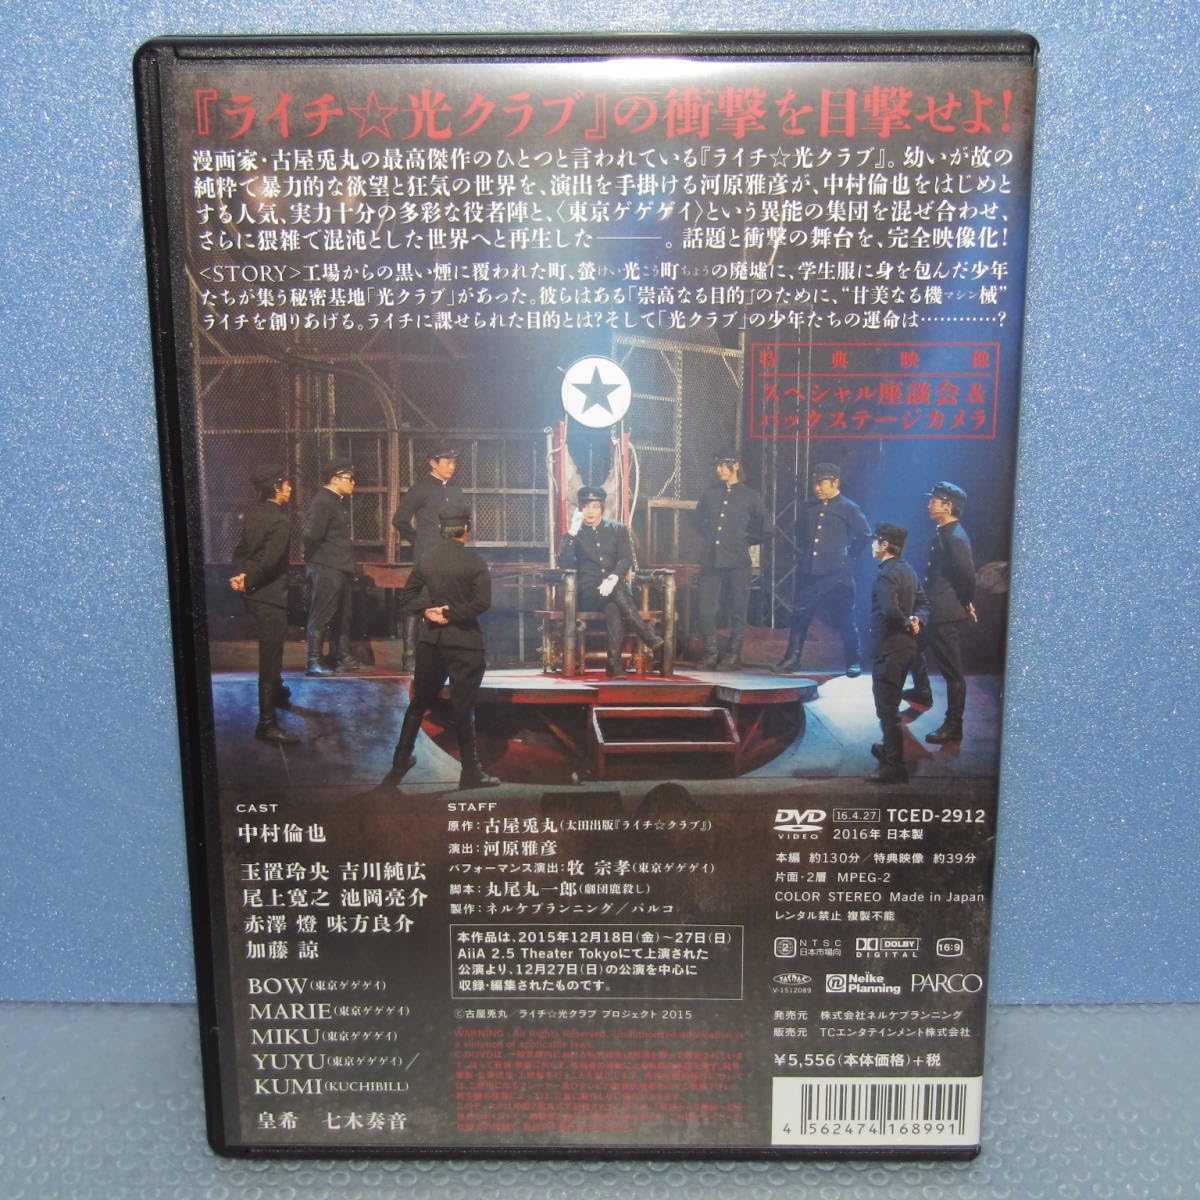 『ライチ☆光クラブ』の衝撃を目撃せよ!
漫画家・古屋兎丸の最高傑作のひとつと言われている『ライチ☆光クラブ』。幼いが故の
純粋で暴力的な欲望と狂気の世界を、演出を手掛ける河原雅彦が、中村倫也をはじめと
する人気、実力十分の多彩な役者陣と、〈東京ゲゲゲイ〉という異能の集団を混ぜ合わせ、
さらに猥雑で混沌とした世界へと再生した――。話題と衝撃の舞台を、完全映像化!
<STORY>工場からの黒い煙に覆われた町、螢けい光こう町ちょうの廃墟に、学生服に身を包んだ少年
たちが集う秘密基地「光クラブ」があった。彼らはある「崇高なる目的」のために、“甘美なる機マシン械”
ライチを創りあげる。ライチに課せられた目的とは?そして「光クラブ」の少年たちの運命は…………?
特典映像
スペシャル座談会&
バックステージカメラ
CAST
中村倫也
玉置玲央 吉川純広
尾上寛之 池岡亮介
赤澤 燈 味方良介
加藤 諒
BOW(東京ゲゲゲイ)
MARIE(東京ゲゲゲイ)
MIKU(東京ゲゲゲイ)
YUYU(東京ゲゲゲイ)/
KUMI(KUCHIBILL)
皇希 七木奏音
STAFF
原作:古屋兎丸(太田出版『ライチ☆クラブ』)
演出:河原雅彦
パフォーマンス演出:牧 宗孝(東京ゲゲゲイ)
脚本:丸尾丸一郎(劇団鹿殺し)
製作:ネルケプランニング/パルコ
本作品は、2015年12月18日(金)~27日(日)
AiiA 2.5 Theater Tokyoにて上演された
公演より、12月27日(日)の公演を中心に
収録・編集されたものです。
©古屋兎丸/ライチ☆光クラブ プロジェクト 2015
WARNING : All Rights Reserved. Unauthorized duplication is
a violation of applicable laws.
DVD VIDEO
16.4.27 TCED-2912
2016年 日本製
本編 約130分/特典映像 約39分
片面・2層 MPEG-2
COLOR STEREO Made in Japan
レンタル禁止 複製不能
2 NTSC 日本市場向 DOLBY DIGITAL 16:9
V-1512089 Nelke Planning PARCO
発売元 株式会社ネルケプランニング
販売元 TCエンタテインメント株式会社
¥5,556(本体価格)+税
4 562474 168991